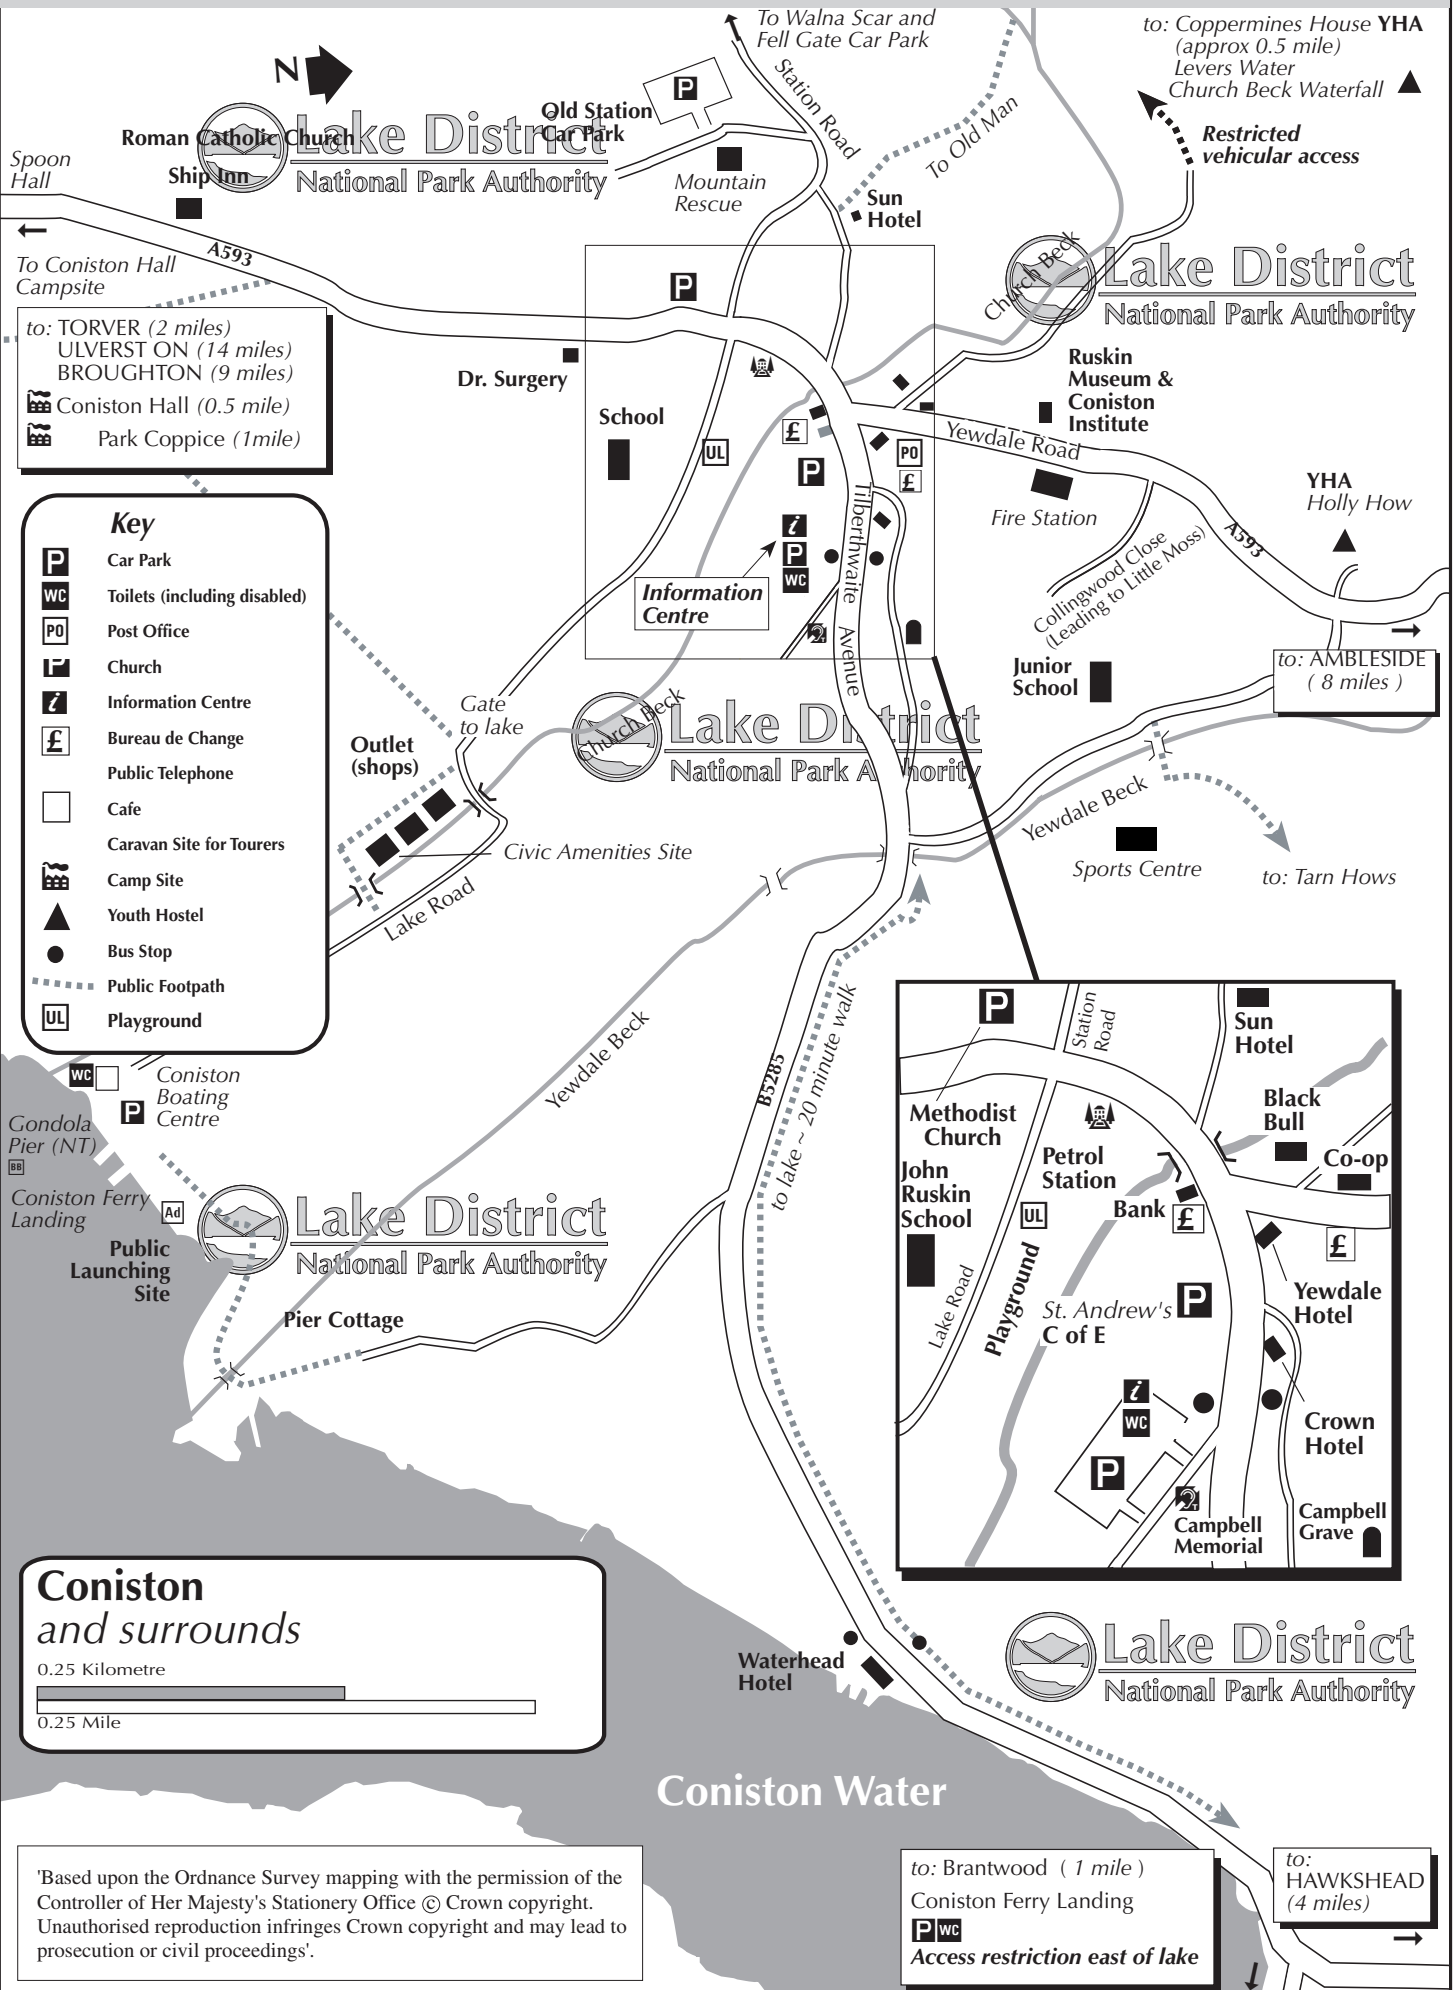 To Walna Scar and
Fell Gate Car Park
to: Coppermines House YHA
(approx 0.5 mile)
Levers Water
Church Beck Waterfall
Restricted
vehicular access
N
Lake District
National Park Authority
Roman Catholic Church
Ship Inn
Spoon
Hall
Old Station
Car Park
P
Station Road
To Old Man
Mountain
Rescue
Sun
Hotel
A593
To Coniston Hall
Campsite
P
Church Beck
Lake District
National Park Authority
to: TORVER (2 miles)
ULVERST ON (14 miles)
BROUGHTON (9 miles)
Coniston Hall (0.5 mile)
Park Coppice (1mile)
Dr. Surgery
School
UL
£
P
PO
£
Ruskin
Museum &
Coniston
Institute
Yewdale Road
Fire Station
YHA
Holly How
A593
Collingwood Close
(Leading to Little Moss)
i
P
WC
Information
Centre
Tilberthwaite
Avenue
Junior
School
to: AMBLESIDE
( 8 miles )
Key
P Car Park
WC Toilets (including disabled)
PO Post Office
P Church
i Information Centre
£ Bureau de Change
Public Telephone
Cafe
Caravan Site for Tourers
Camp Site
Youth Hostel
Bus Stop
Public Footpath
UL Playground
Gate
to lake
Church Beck
Lake District
National Park Authority
Outlet
(shops)
Civic Amenities Site
Lake Road
Yewdale Beck
Sports Centre
to: Tarn Hows
Yewdale Beck
B5285
to lake ~ 20 minute walk
WC
Coniston
Boating
Centre
P
Gondola
Pier (NT)
BB
Coniston Ferry
Landing
Ad
Public
Launching
Site
Lake District
National Park Authority
Pier Cottage
P
Station
Road
Sun
Hotel
Methodist
Church
Black
Bull
Co-op
John
Ruskin
School
Petrol
Station
UL
Bank
£
£
Yewdale
Hotel
Lake Road
Playground
St. Andrew's
C of E
P
i
WC
P
Crown
Hotel
Campbell
Memorial
Campbell
Grave
Coniston
and surrounds
0.25 Kilometre
0.25 Mile
Waterhead
Hotel
Lake District
National Park Authority
Coniston Water
'Based upon the Ordnance Survey mapping with the permission of the
Controller of Her Majesty's Stationery Office © Crown copyright.
Unauthorised reproduction infringes Crown copyright and may lead to
prosecution or civil proceedings'.
to: Brantwood ( 1 mile )
Coniston Ferry Landing
P WC
Access restriction east of lake
to:
HAWKSHEAD
(4 miles)